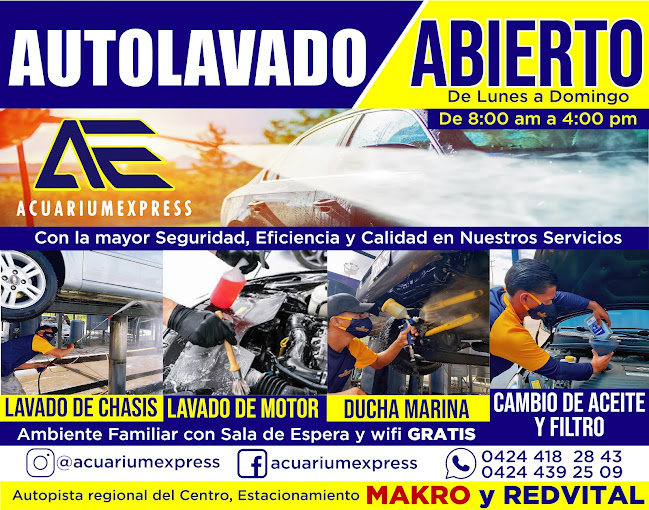 AUTOLAVADO
ABIERTO
De Lunes a Domingo
De 8:00 am a 4:00 pm
AE
ACUARIUMEXPRESS
Con la mayor Seguridad, Eficiencia y Calidad en Nuestros Servicios
LAVADO DE CHASIS
LAVADO DE MOTOR
DUCHA MARINA
CAMBIO DE ACEITE
Y FILTRO
Ambiente Familiar con Sala de Espera y wifi GRATIS
@acuariumexpress
acuariumexpress
0424 418 28 43
0424 439 25 09
Autopista regional del Centro, Estacionamiento MAKRO y REDVITAL